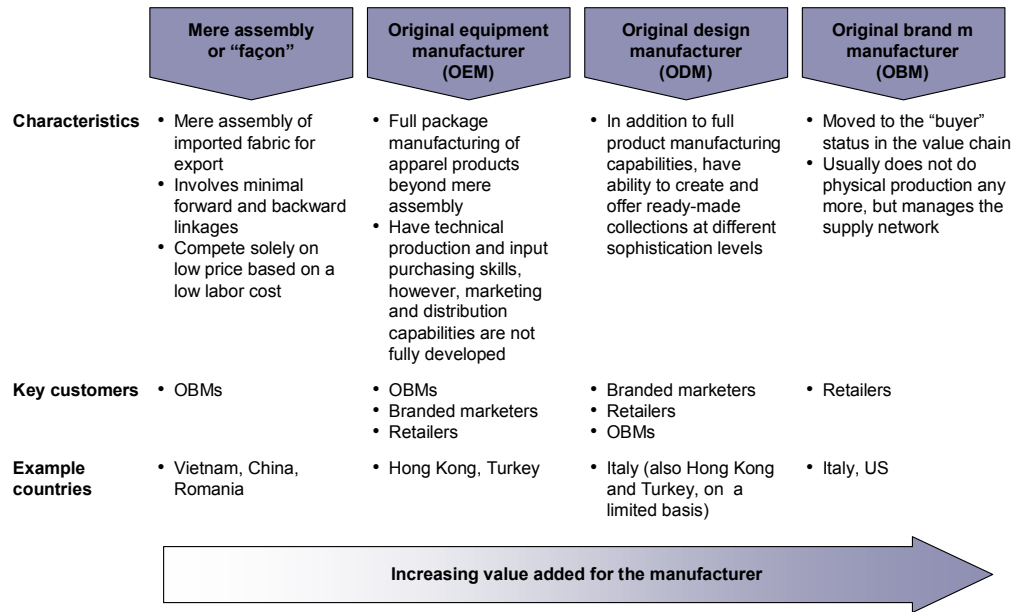 Mere assembly
or “façon”
Original equipment
manufacturer
(OEM)
Original design
manufacturer
(ODM)
Original brand m
manufacturer
(OBM)
Characteristics
• Mere assembly of
imported fabric for
export
• Involves minimal
forward and backward
linkages
• Compete solely on
low price based on a
low labor cost
• Full package
manufacturing
of apparel products
beyond mere
assembly
• Have technical
production and input
purchasing skills,
however, marketing
and distribution
capabilities are not
fully developed
• In addition to full
product manufacturing
capabilities, have
ability to create and
offer ready-made
collections at different
sophistication levels
• Moved to the “buyer”
status in the value chain
• Usually does not do
physical production any
more, but manages the
supply network
Key customers
• OBMs
• OBMs
• Branded marketers
• Retailers
• Branded marketers
• Retailers
• OBMs
• Retailers
Example
countries
• Vietnam, China,
Romania
• Hong Kong, Turkey
• Italy (also Hong Kong
and Turkey, on a
limited basis)
• Italy, US
Increasing value added for the manufacturer